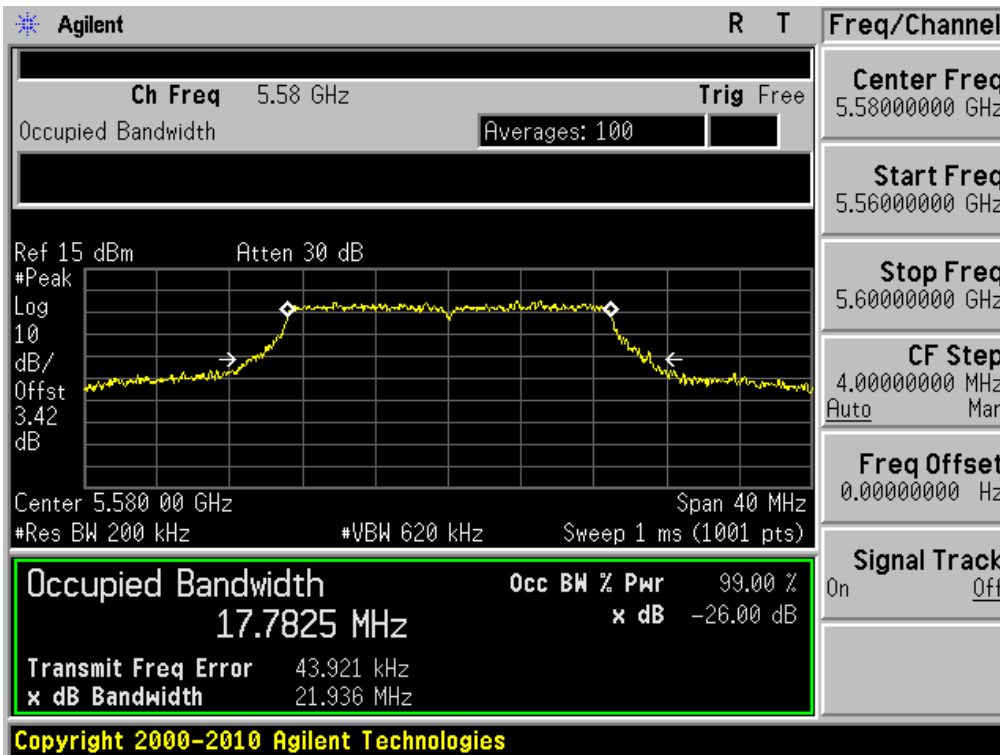 Agilent R T
Freq/Channel
Ch Freq 5.58 GHz Trig Free
Occupied Bandwidth Averages: 100
Center Freq
5.58000000 GHz
Start Freq
5.56000000 GHz
Stop Freq
5.60000000 GHz
CF Step
4.00000000 MHz
Auto Man
Freq Offset
0.00000000 Hz
Signal Track
On Off
Ref 15 dBm Atten 30 dB
#Peak
Log
10
dB/
Offst
3.42
dB
Center 5.580 00 GHz Span 40 MHz
#Res BW 200 kHz #VBW 620 kHz Sweep 1 ms (1001 pts)
Occupied Bandwidth Occ BW % Pwr 99.00 %
17.7825 MHz x dB -26.00 dB
Transmit Freq Error 43.921 kHz
x dB Bandwidth 21.936 MHz
Copyright 2000-2010 Agilent Technologies